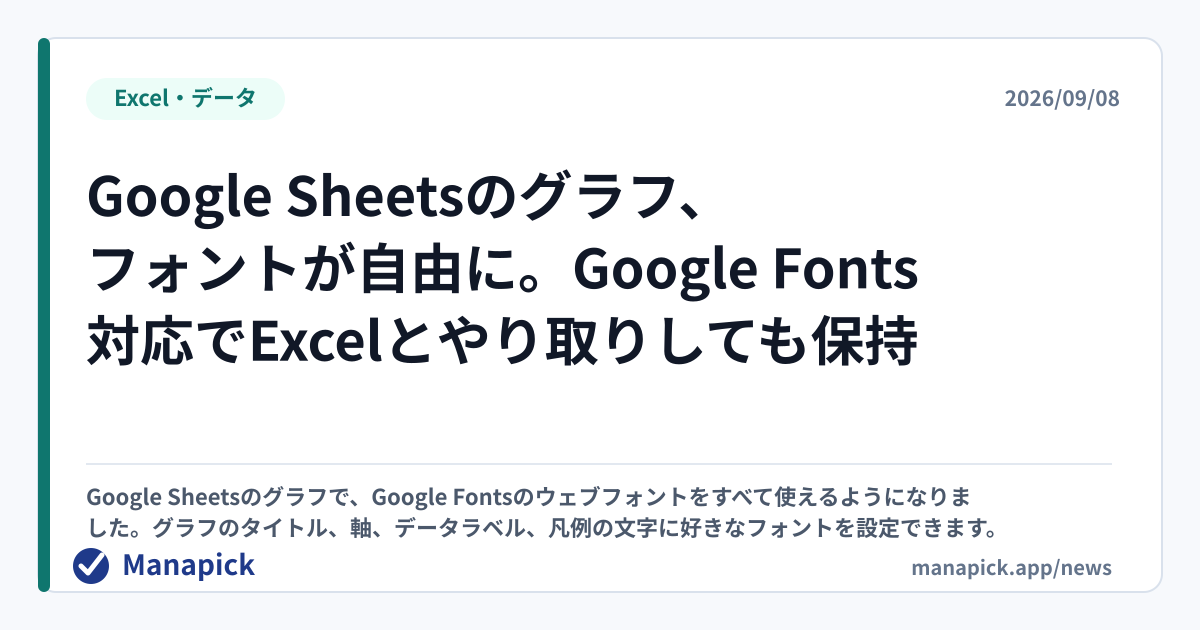 Excel・データ
2026/09/08
Google Sheetsのグラフ、
フォントが自由に。Google Fonts
対応でExcelとやり取りしても保持
Google Sheetsのグラフで、Google Fontsのウェブフォントをすべて使えるようになりま
した。グラフのタイトル、軸、データラベル、凡例の文字に好きなフォントを設定できます。
Manapick
manapick.app/news